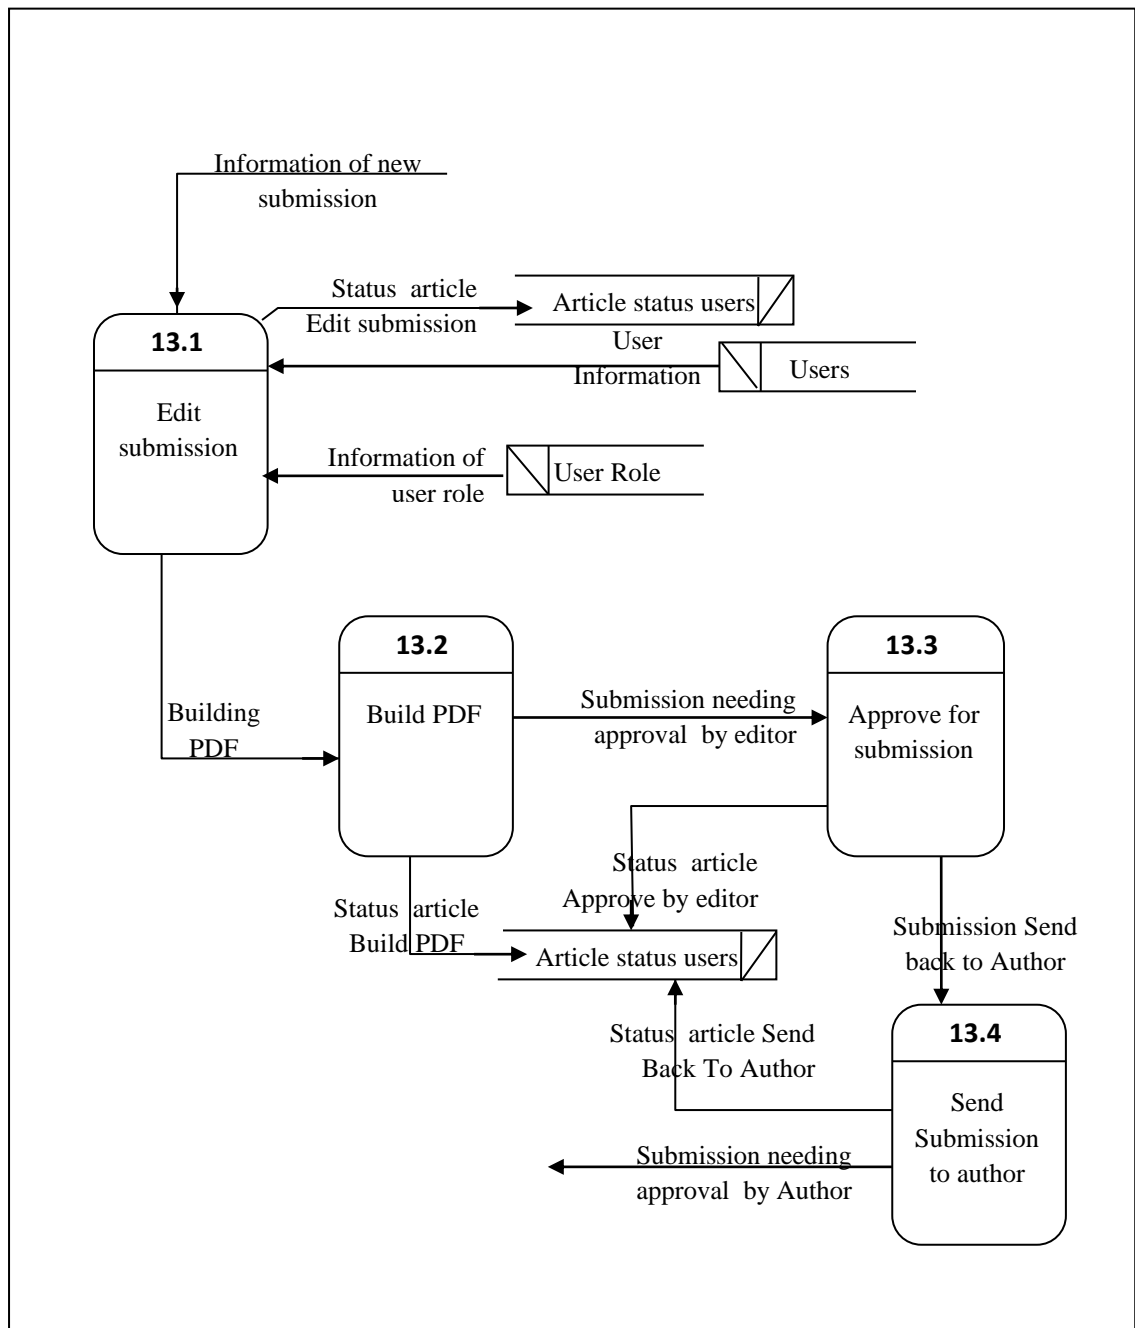 Information of new
submission
Status article
Edit submission
Article status users
13.1
User
Information
Users
Edit
submission
Information of
user role
User Role
13.2
13.3
Building
PDF
Build PDF
Submission needing
approval by editor
Approve for
submission
Status article
Approve by editor
Status article
Build PDF
Article status users
Submission Send
back to Author
Status article Send
Back To Author
13.4
Send
Submission
to author
Submission needing
approval by Author